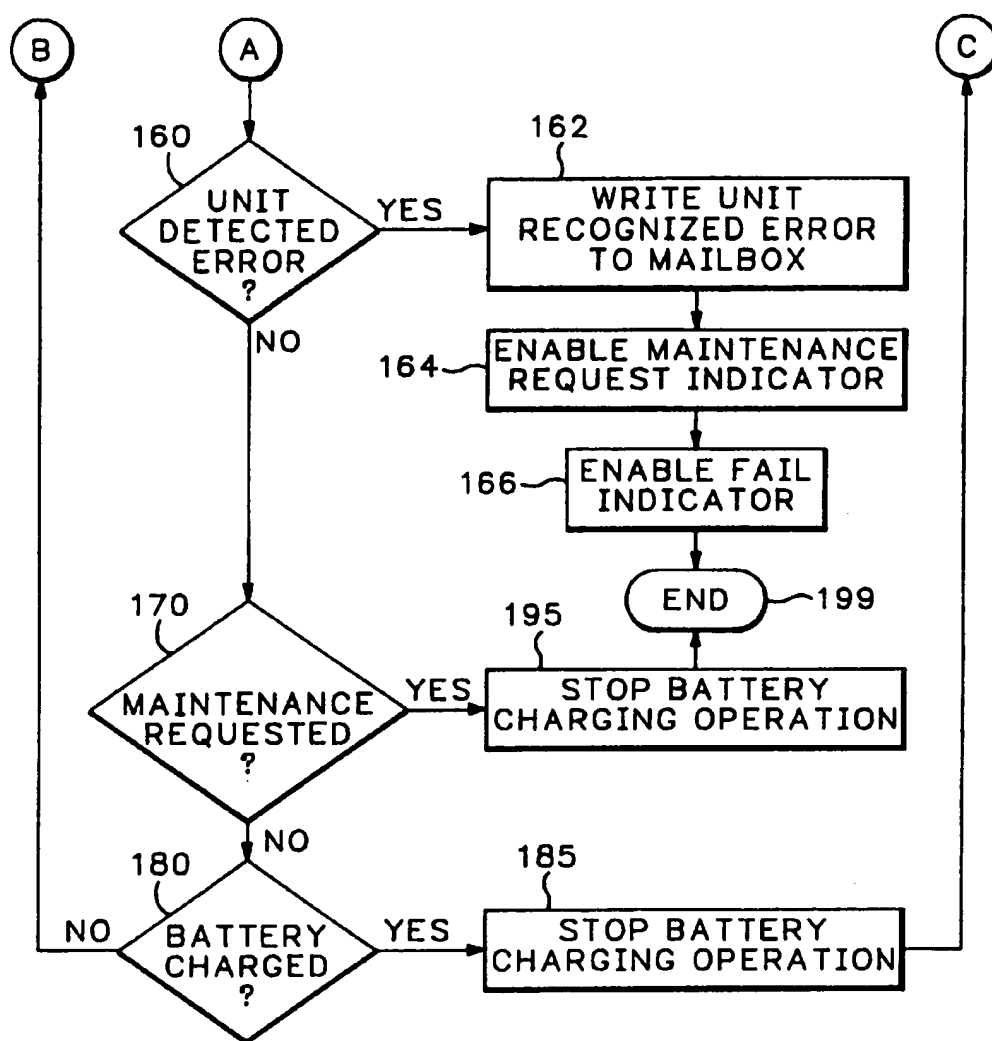 B
A
C
160
UNIT
DETECTED
ERROR
?
YES
NO
162
WRITE UNIT
RECOGNIZED ERROR
TO MAILBOX
164
ENABLE MAINTENANCE
REQUEST INDICATOR
166
ENABLE FAIL
INDICATOR
END
199
170
MAINTENANCE
REQUESTED
?
YES
NO
195
STOP BATTERY
CHARGING OPERATION
180
BATTERY
CHARGED
?
NO
YES
185
STOP BATTERY
CHARGING OPERATION